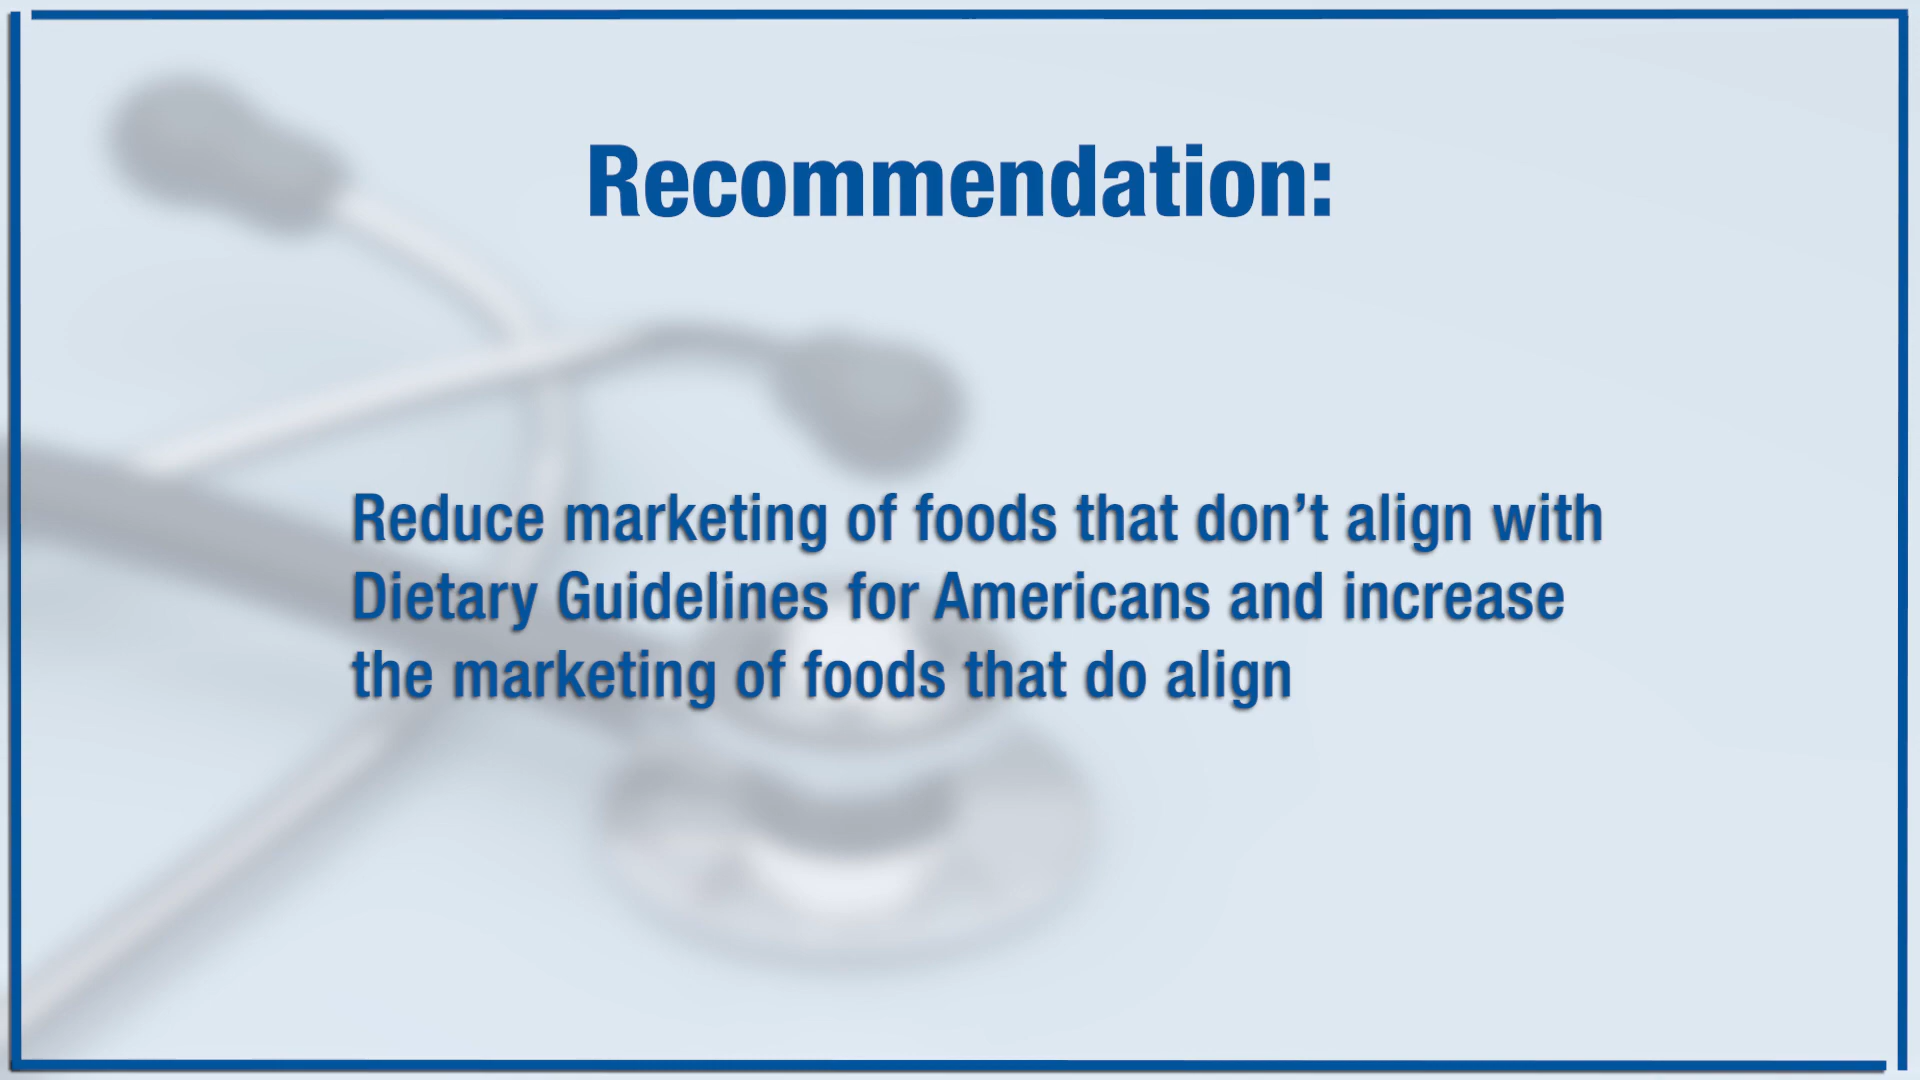 Recommendation:
Reduce marketing of foods that don’t align with
Dietary Guidelines for Americans and increase
the marketing of foods that do align